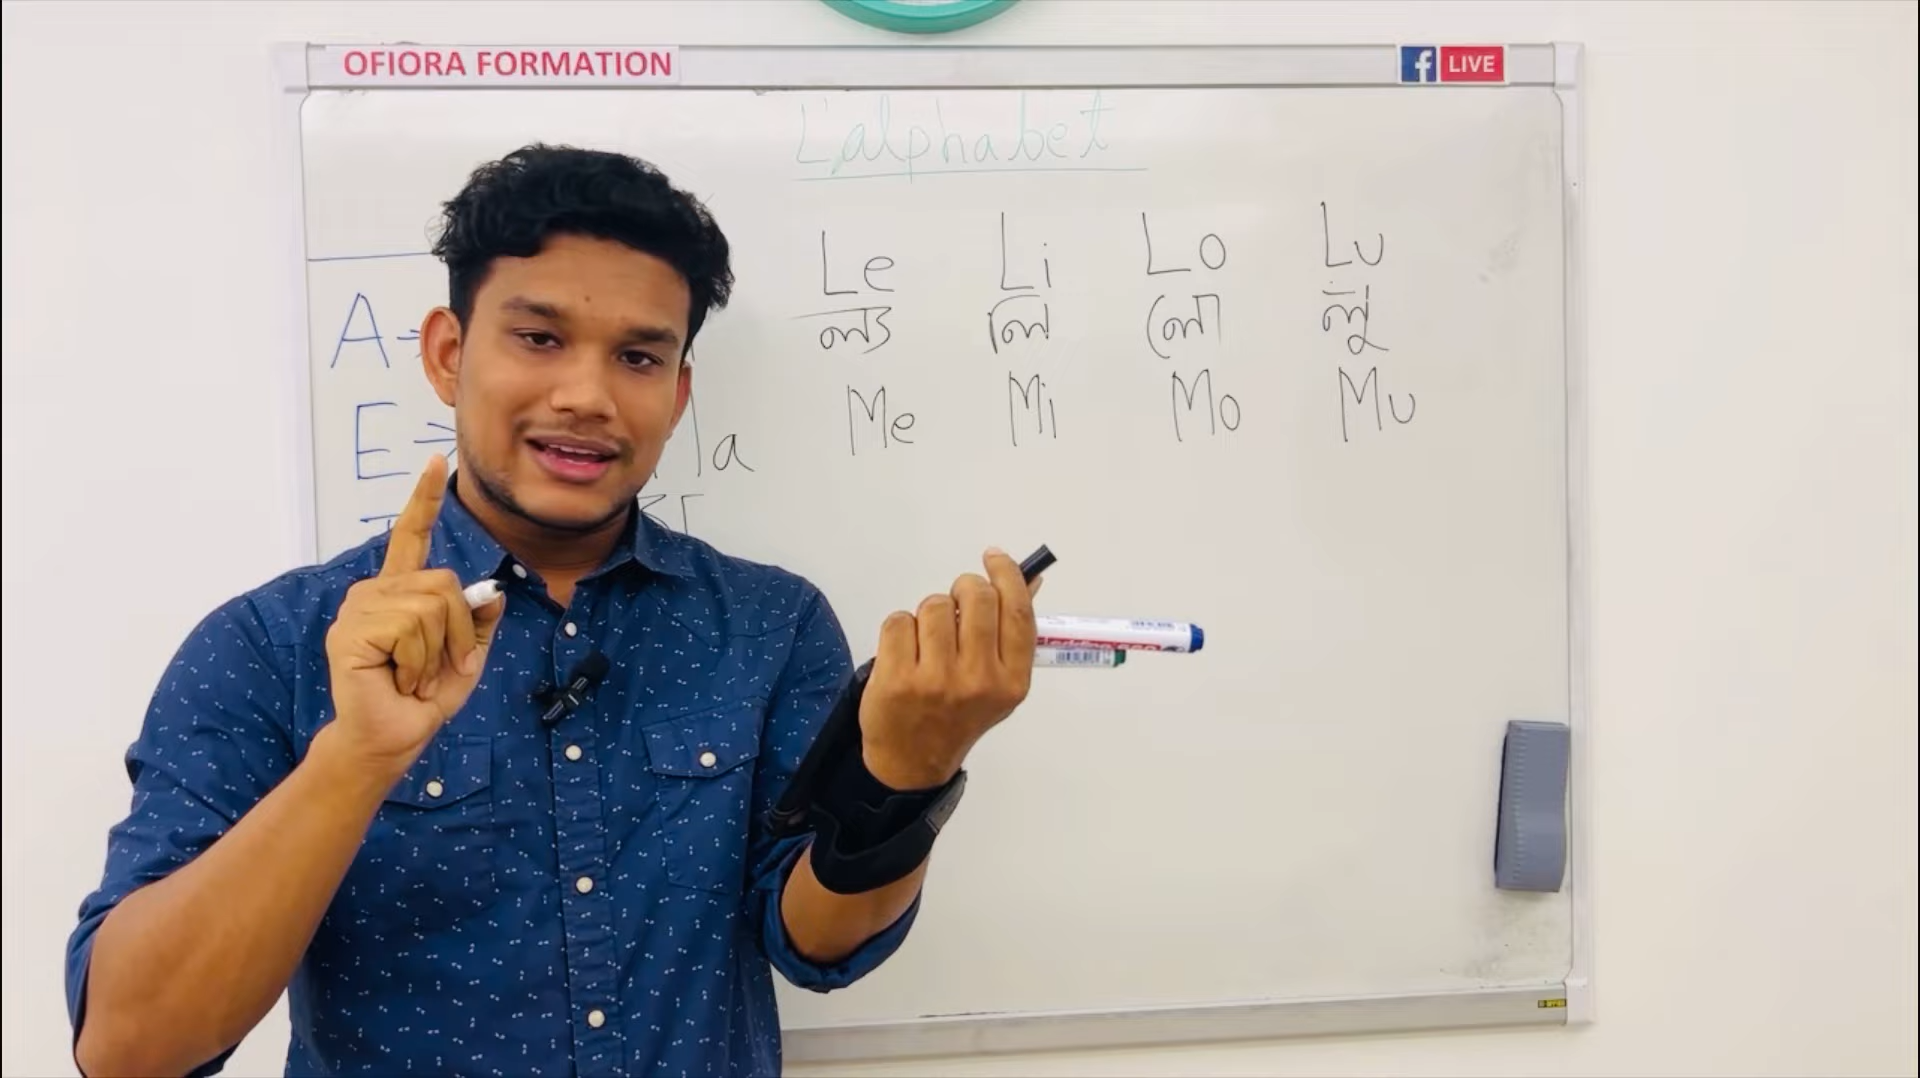 OFIORA FORMATION
LIVE
L'alphabet
Le Li Lo Lu
লি লো লু
A
E ⇒
a Me Mi Mo Mu